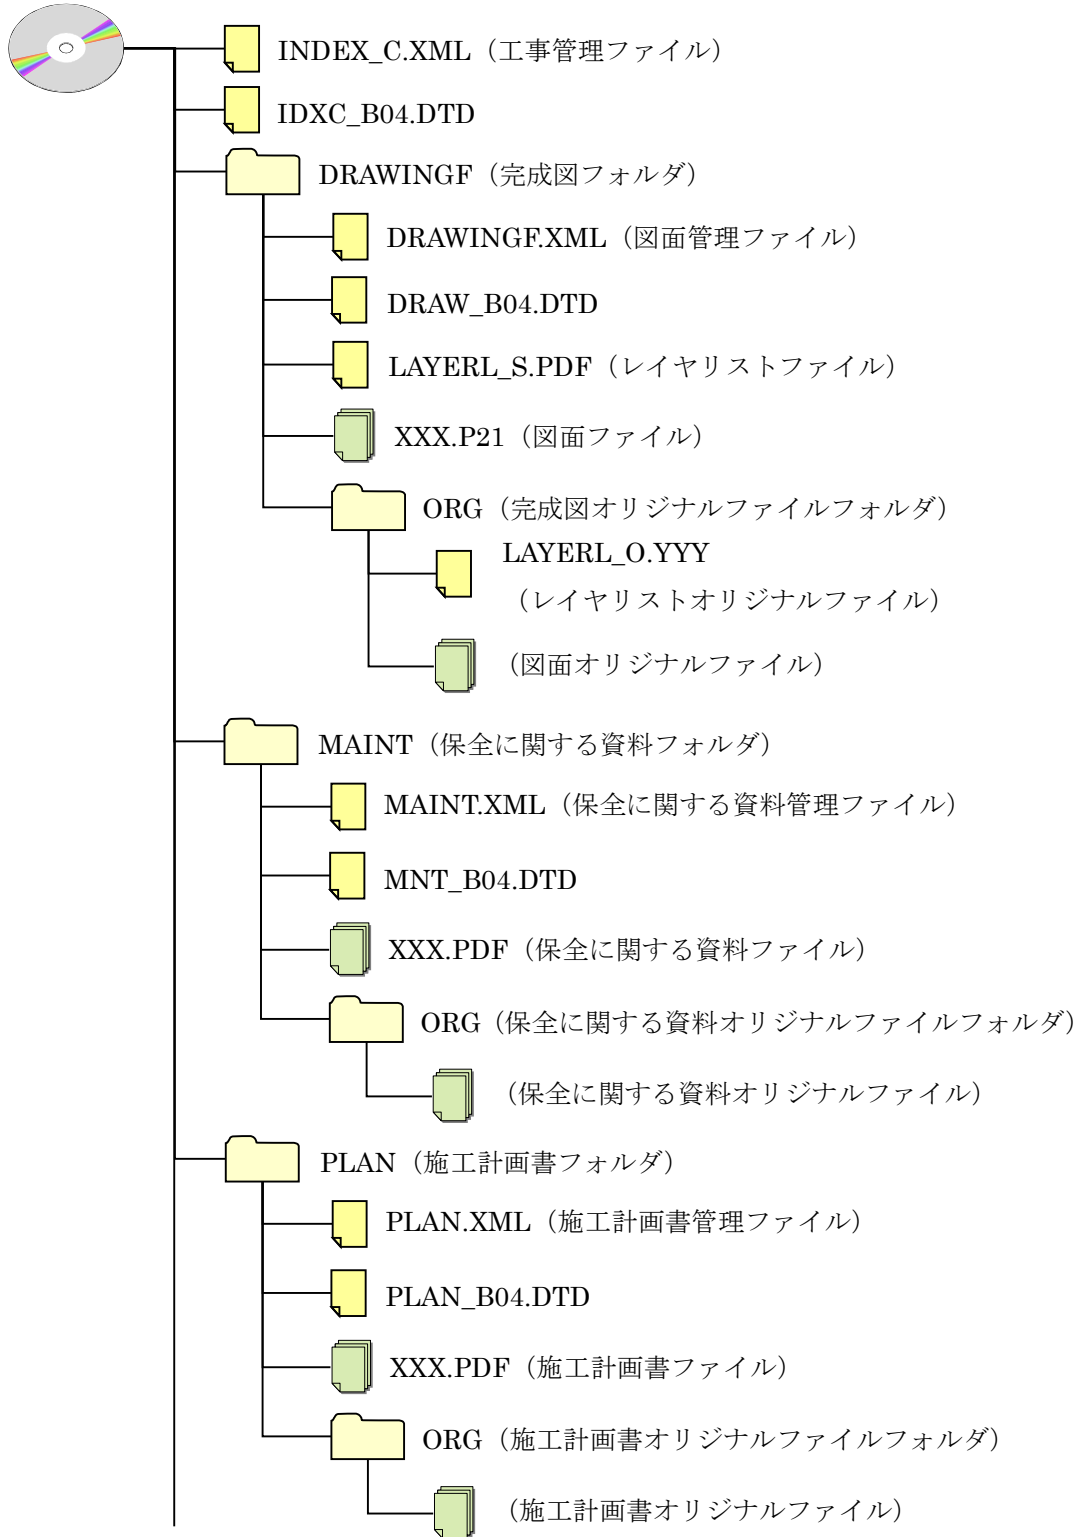 INDEX_C.XML（工事管理ファイル）
IDXC_B04.DTD
DRAWINGF（完成図フォルダ）
DRAWINGF.XML（図面管理ファイル）
DRAW_B04.DTD
LAYERL_S.PDF（レイヤリストファイル）
XXX.P21（図面ファイル）
ORG（完成図オリジナルファイルフォルダ）
LAYERL_O.YYY
（レイヤリストオリジナルファイル）
（図面オリジナルファイル）
MAINT（保全に関する資料フォルダ）
MAINT.XML（保全に関する資料管理ファイル）
MNT_B04.DTD
XXX.PDF（保全に関する資料ファイル）
ORG（保全に関する資料オリジナルファイルフォルダ）
（保全に関する資料オリジナルファイル）
PLAN（施工計画書フォルダ）
PLAN.XML（施工計画書管理ファイル）
PLAN_B04.DTD
XXX.PDF（施工計画書ファイル）
ORG（施工計画書オリジナルファイルフォルダ）
（施工計画書オリジナルファイル）